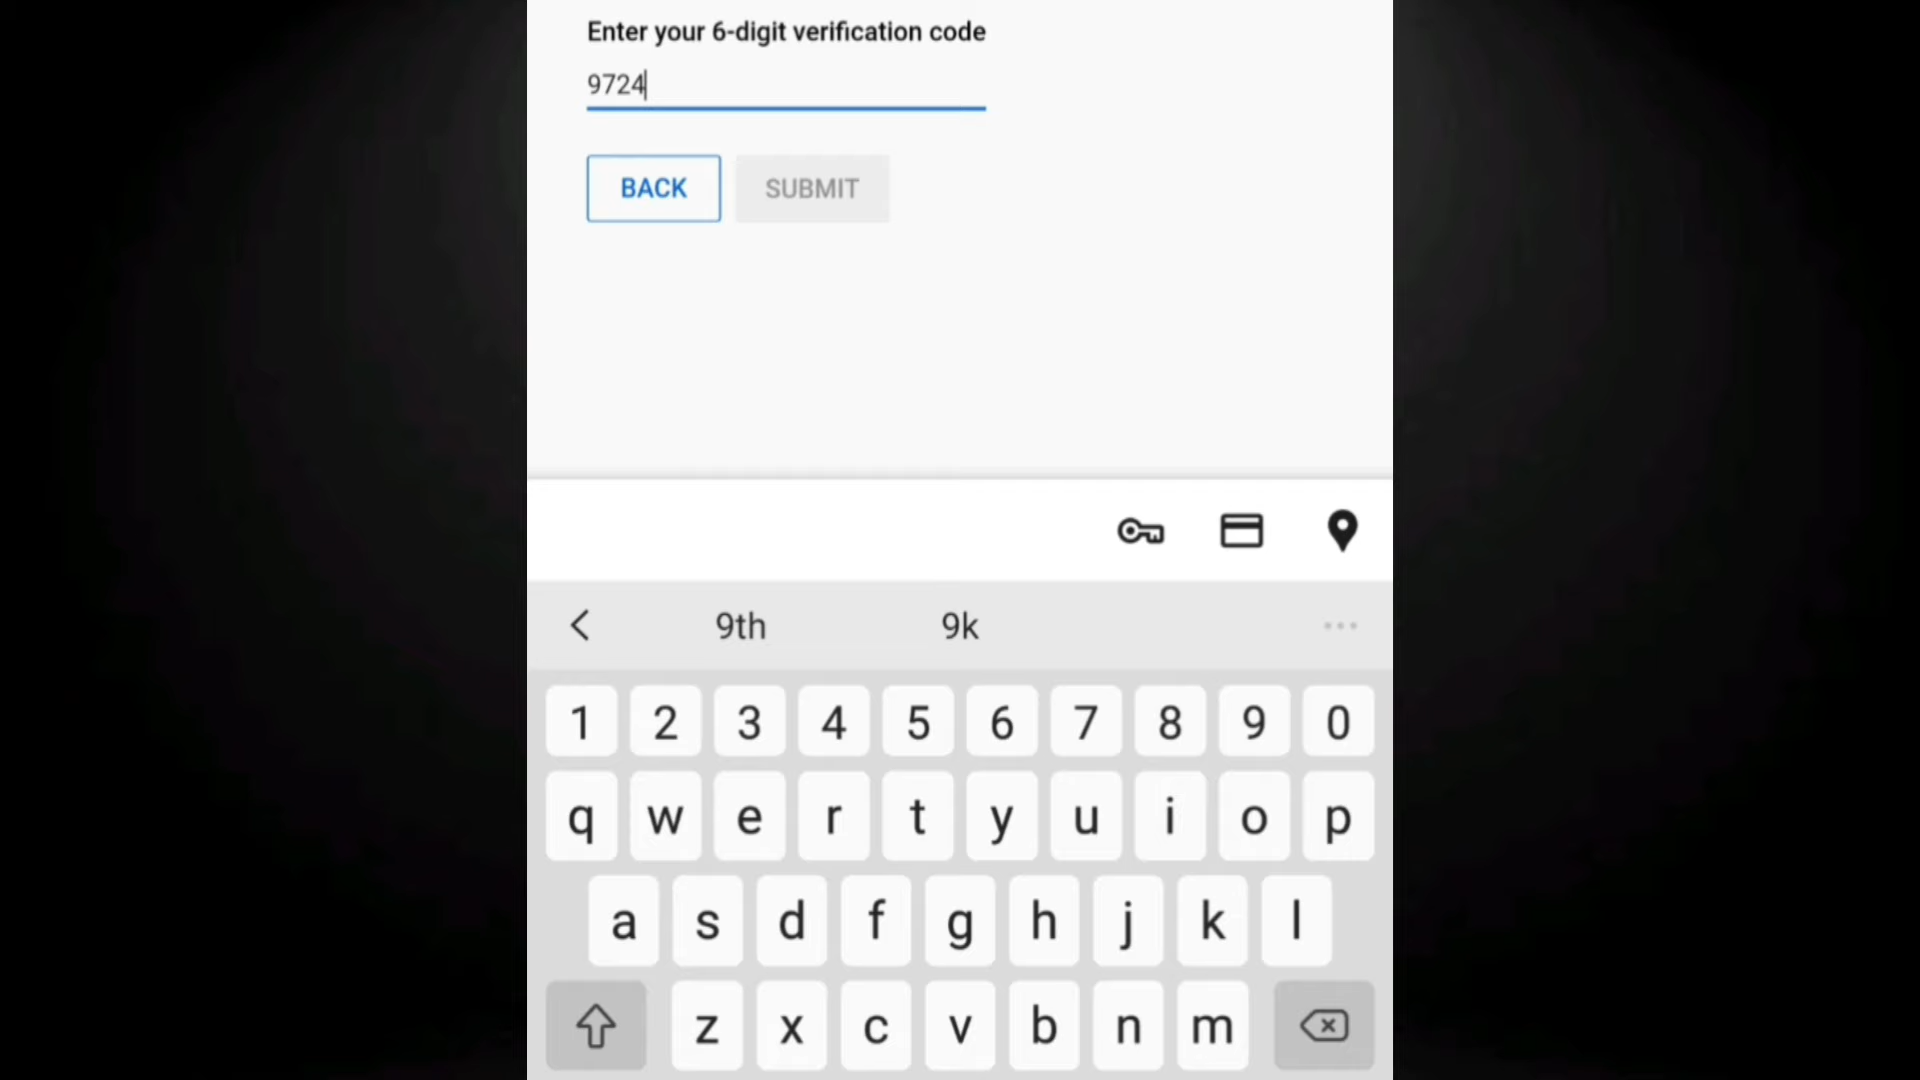 Enter your 6-digit verification code
9724
BACK SUBMIT
9th 9k ...
1 2 3 4 5 6 7 8 9 0
q w e r t y u i o p
a s d f g h j k l
z x c v b n m